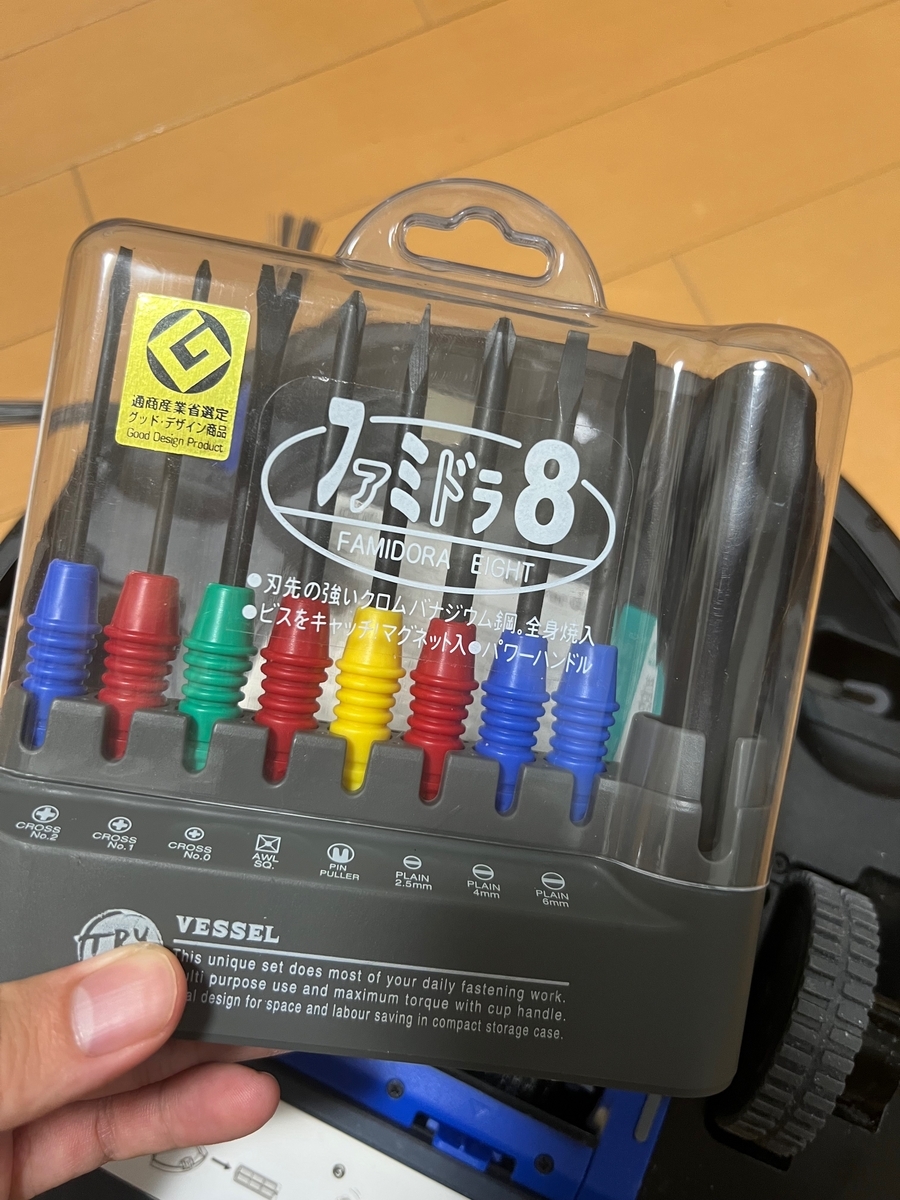 通商産業省選定
グッド・デザイン商品
Good Design Product
ファミドラ8
FAMIDORA EIGHT
●刃先の強いクロムバナジウム鋼。全身焼入
●ビスをキャッチ!マグネット入●パワーハンドル
CROSS No.2
CROSS No.1
CROSS No.0
AWL SQ.
PIN PULLER
PLAIN 2.5mm
PLAIN 4mm
PLAIN 6mm
TRY
VESSEL
This unique set does most of your daily fastening work.
multi purpose use and maximum torque with cup handle.
design for space and labour saving in compact storage case.